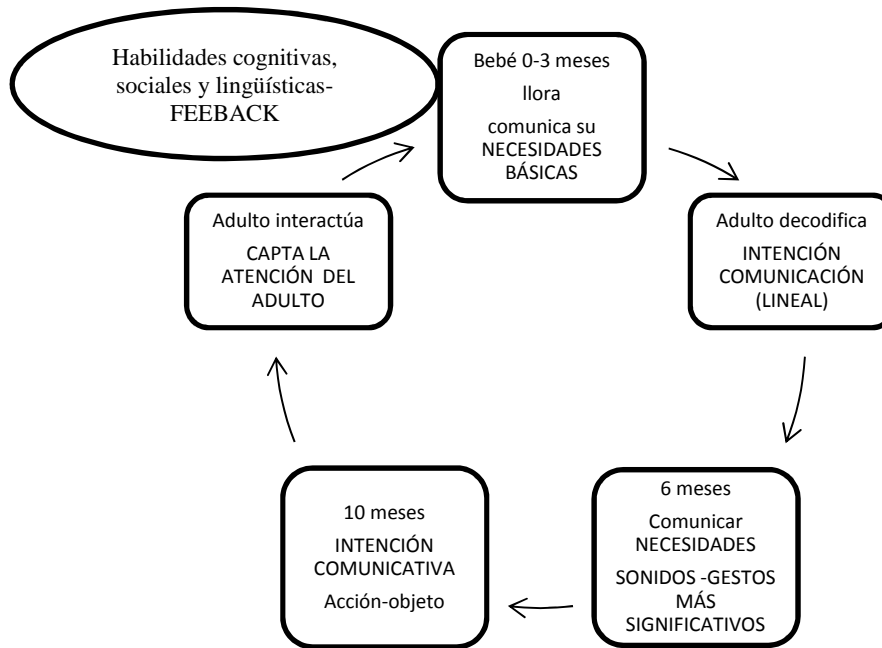 Habilidades cognitivas,
sociales y lingüísticas-
FEEBACK
Bebé 0-3 meses
llora
comunica su
NECESIDADES
BÁSICAS
Adulto decodifica
INTENCIÓN
COMUNICACIÓN
(LINEAL)
6 meses
Comunicar
NECESIDADES
SONIDOS -GESTOS
MÁS
SIGNIFICATIVOS
10 meses
INTENCIÓN
COMUNICATIVA
Acción-objeto
Adulto interactúa
CAPTA LA
ATENCIÓN DEL
ADULTO